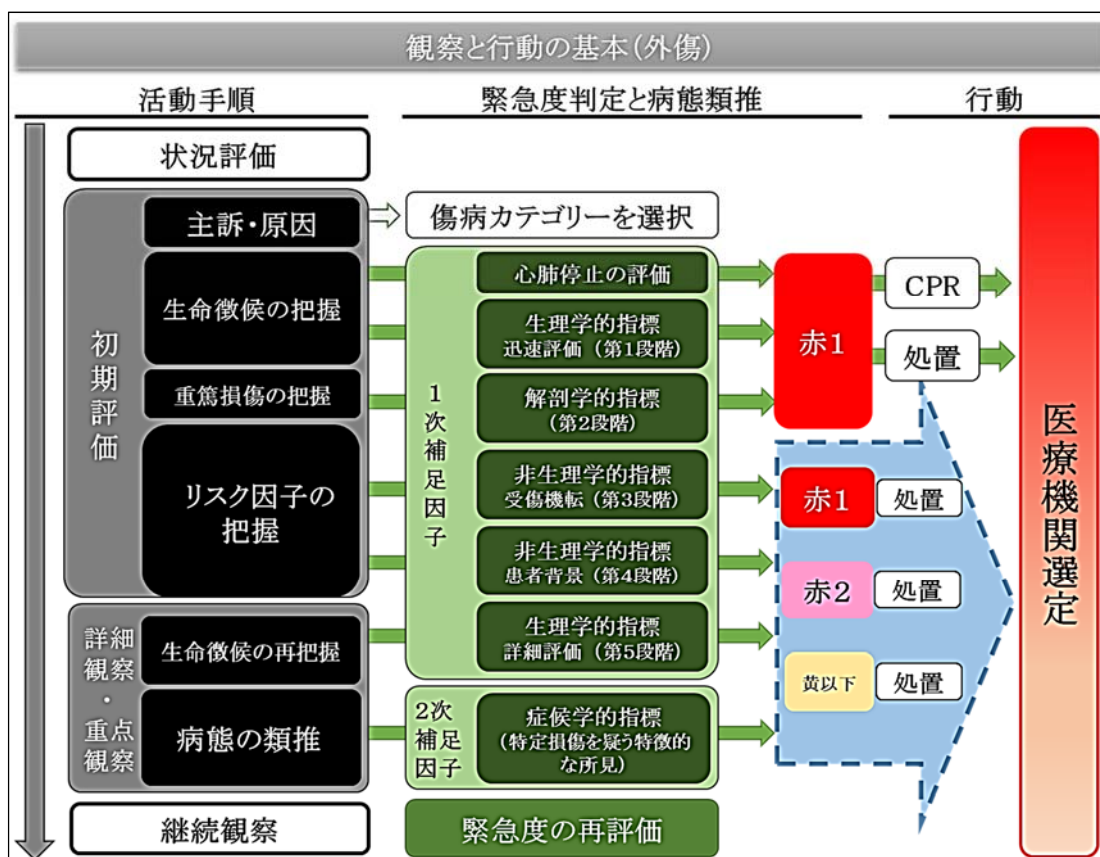 観察と行動の基本（外傷）
活動手順
緊急度判定と病態類推
行動
状況評価
初期評価
主訴・原因
生命徴候の把握
重篤損傷の把握
リスク因子の
把握
詳細
観察
・
重点
観察
生命徴候の再把握
病態の類推
継続観察
傷病カテゴリーを選択
1次補足因子
心肺停止の評価
生理学的指標
迅速評価（第1段階）
解剖学的指標
（第2段階）
非生理学的指標
受傷機転（第3段階）
非生理学的指標
患者背景（第4段階）
生理学的指標
詳細評価（第5段階）
2次
補足
因子
症候学的指標
（特定損傷を疑う特徴的
な所見）
緊急度の再評価
赤1
CPR
処置
赤1
処置
赤2
処置
黄以下
処置
医療機関選定